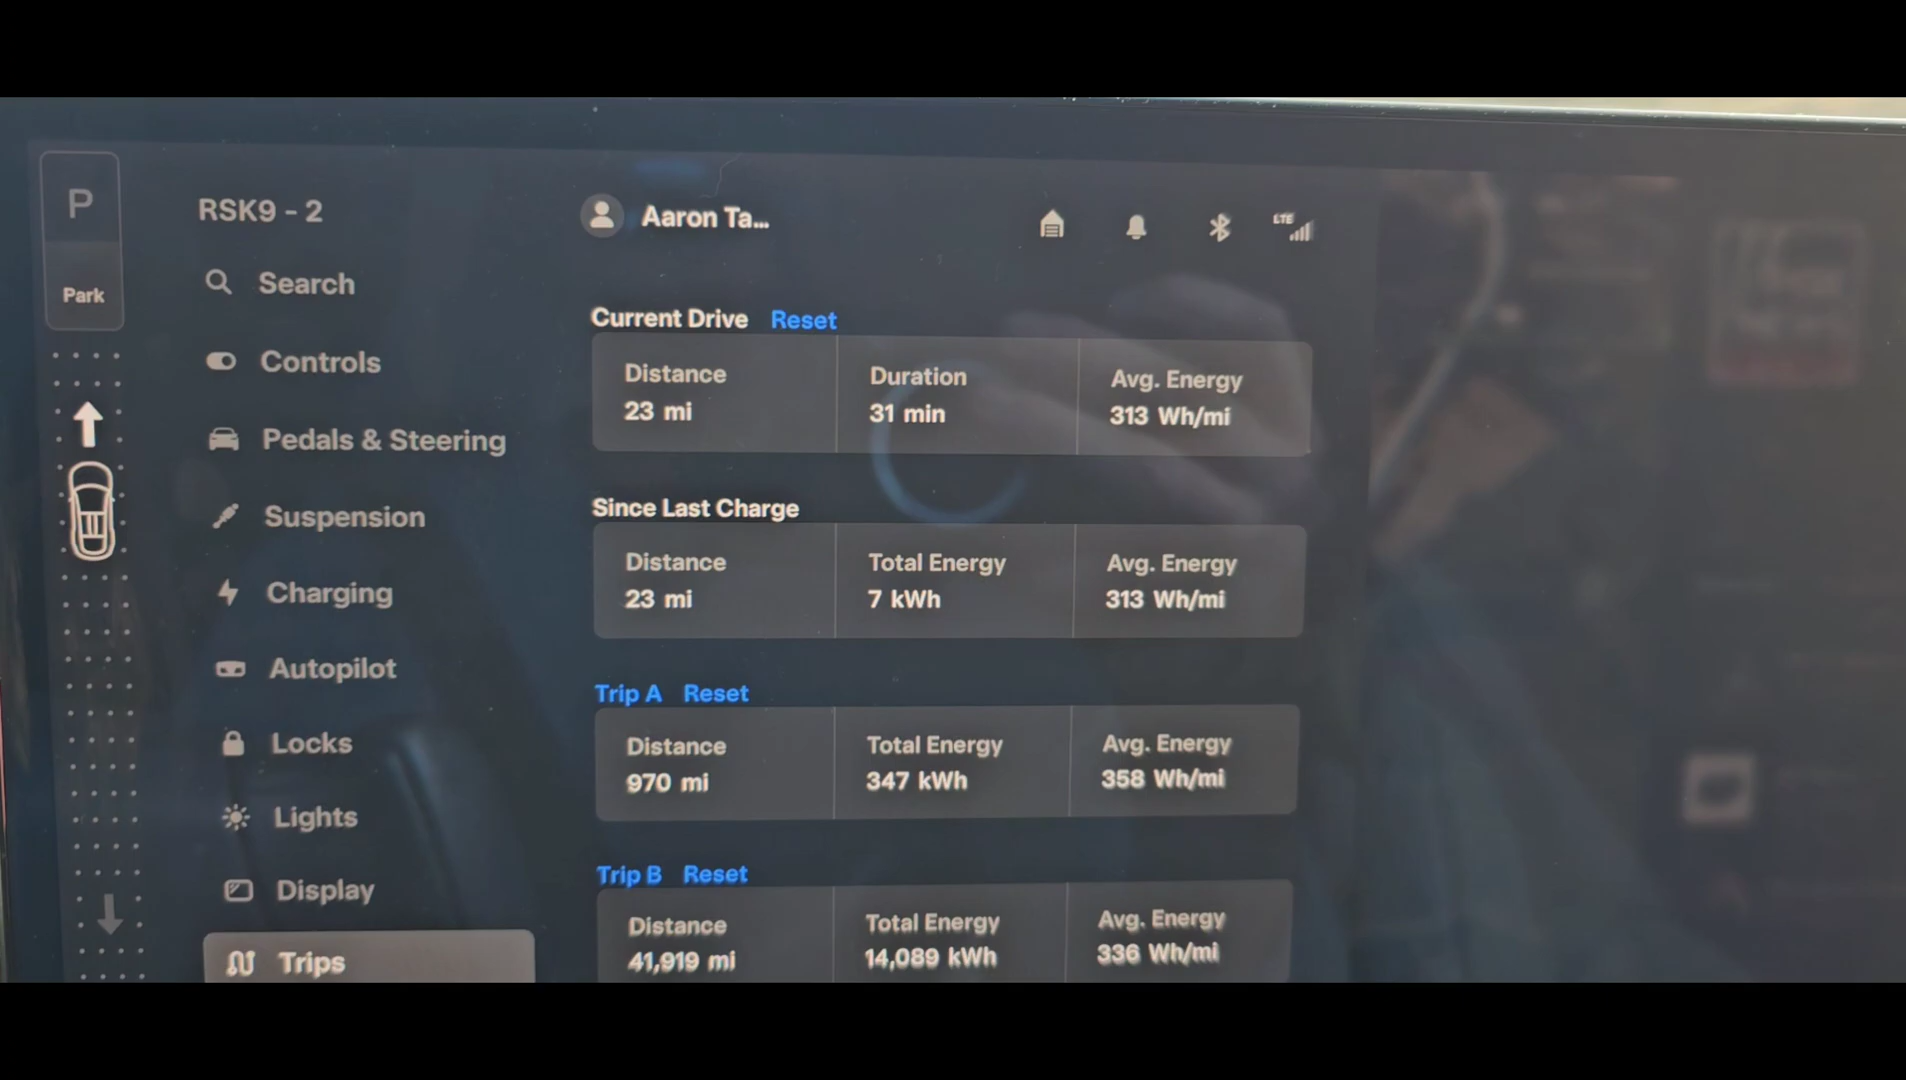 P
Park
RSK9 - 2
Search
Controls
Pedals & Steering
Suspension
Charging
Autopilot
Locks
Lights
Display
Trips
Aaron Ta...
LTE
Current Drive Reset
Distance Duration Avg. Energy
23 mi 31 min 313 Wh/mi
Since Last Charge
Distance Total Energy Avg. Energy
23 mi 7 kWh 313 Wh/mi
Trip A Reset
Distance Total Energy Avg. Energy
970 mi 347 kWh 358 Wh/mi
Trip B Reset
Distance Total Energy Avg. Energy
41,919 mi 14,089 kWh 336 Wh/mi